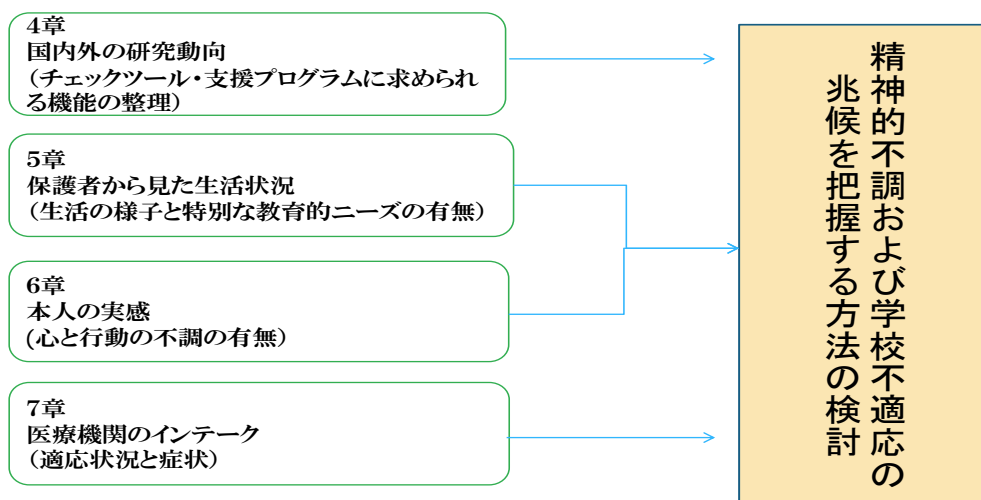 4章
国内外の研究動向
(チェックツール・支援プログラムに求められ
る機能の整理)
5章
保護者から見た生活状況
(生活の様子と特別な教育的ニーズの有無)
6章
本人の実感
(心と行動の不調の有無)
7章
医療機関のインテーク
(適応状況と症状)
精神的不調および学校不適応の
兆候を把握する方法の検討